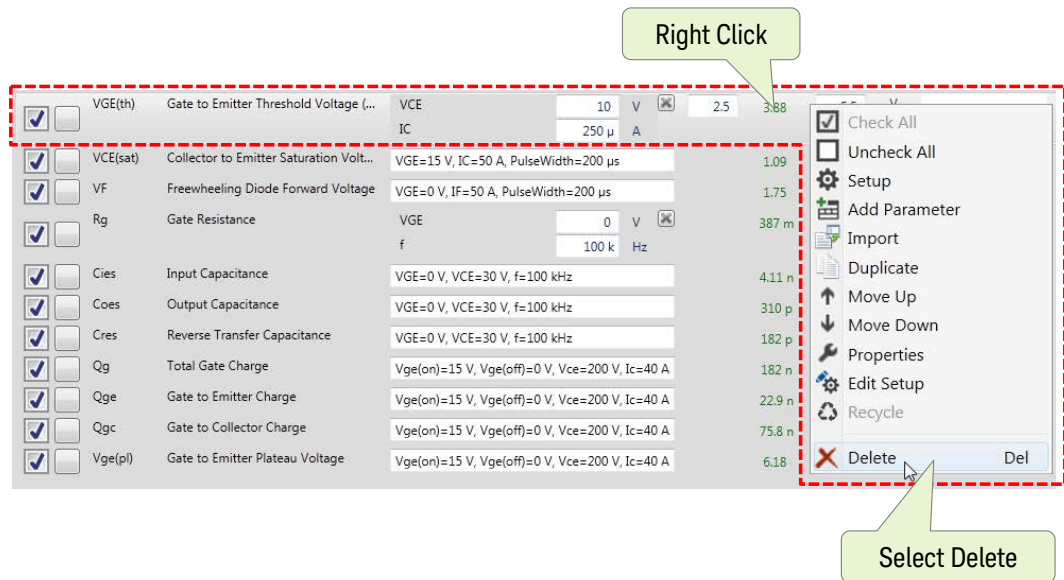 Right Click
VGE(th) Gate to Emitter Threshold Voltage (... VCE 10 V 2.5 3.88 V
IC 250 µ A
VCE(sat) Collector to Emitter Saturation Volt... VGE=15 V, IC=50 A, PulseWidth=200 µs 1.09
VF Freewheeling Diode Forward Voltage VGE=0 V, IF=50 A, PulseWidth=200 µs 1.75
Rg Gate Resistance VGE 0 V 387 m
f 100 k Hz
Cies Input Capacitance VGE=0 V, VCE=30 V, f=100 kHz 4.11 n
Coes Output Capacitance VGE=0 V, VCE=30 V, f=100 kHz 310 p
Cres Reverse Transfer Capacitance VGE=0 V, VCE=30 V, f=100 kHz 182 p
Qg Total Gate Charge Vge(on)=15 V, Vge(off)=0 V, Vce=200 V, Ic=40 A 182 n
Qge Gate to Emitter Charge Vge(on)=15 V, Vge(off)=0 V, Vce=200 V, Ic=40 A 22.9 n
Qgc Gate to Collector Charge Vge(on)=15 V, Vge(off)=0 V, Vce=200 V, Ic=40 A 75.8 n
Vge(pl) Gate to Emitter Plateau Voltage Vge(on)=15 V, Vge(off)=0 V, Vce=200 V, Ic=40 A 6.18
Check All
Uncheck All
Setup
Add Parameter
Import
Duplicate
Move Up
Move Down
Properties
Edit Setup
Recycle
Delete Del
Select Delete